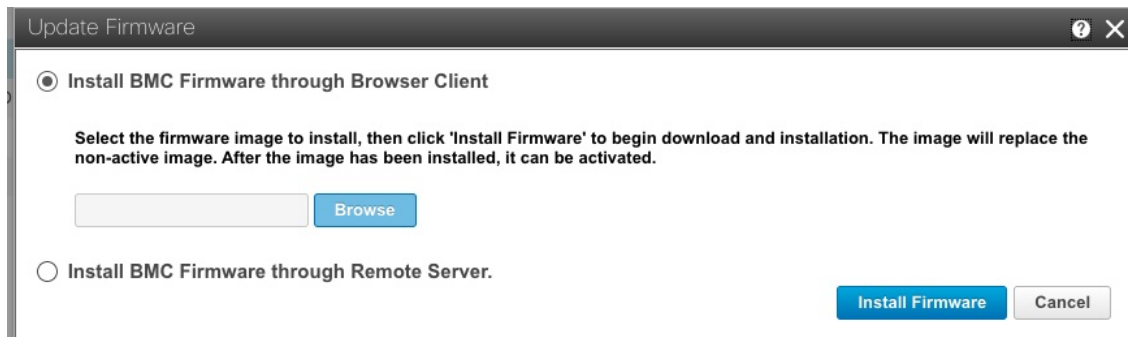 Update Firmware ?
Install BMC Firmware through Browser Client
Select the firmware image to install, then click 'Install Firmware' to begin download and installation. The image will replace the
non-active image. After the image has been installed, it can be activated.
Browse
Install BMC Firmware through Remote Server.
Install Firmware Cancel